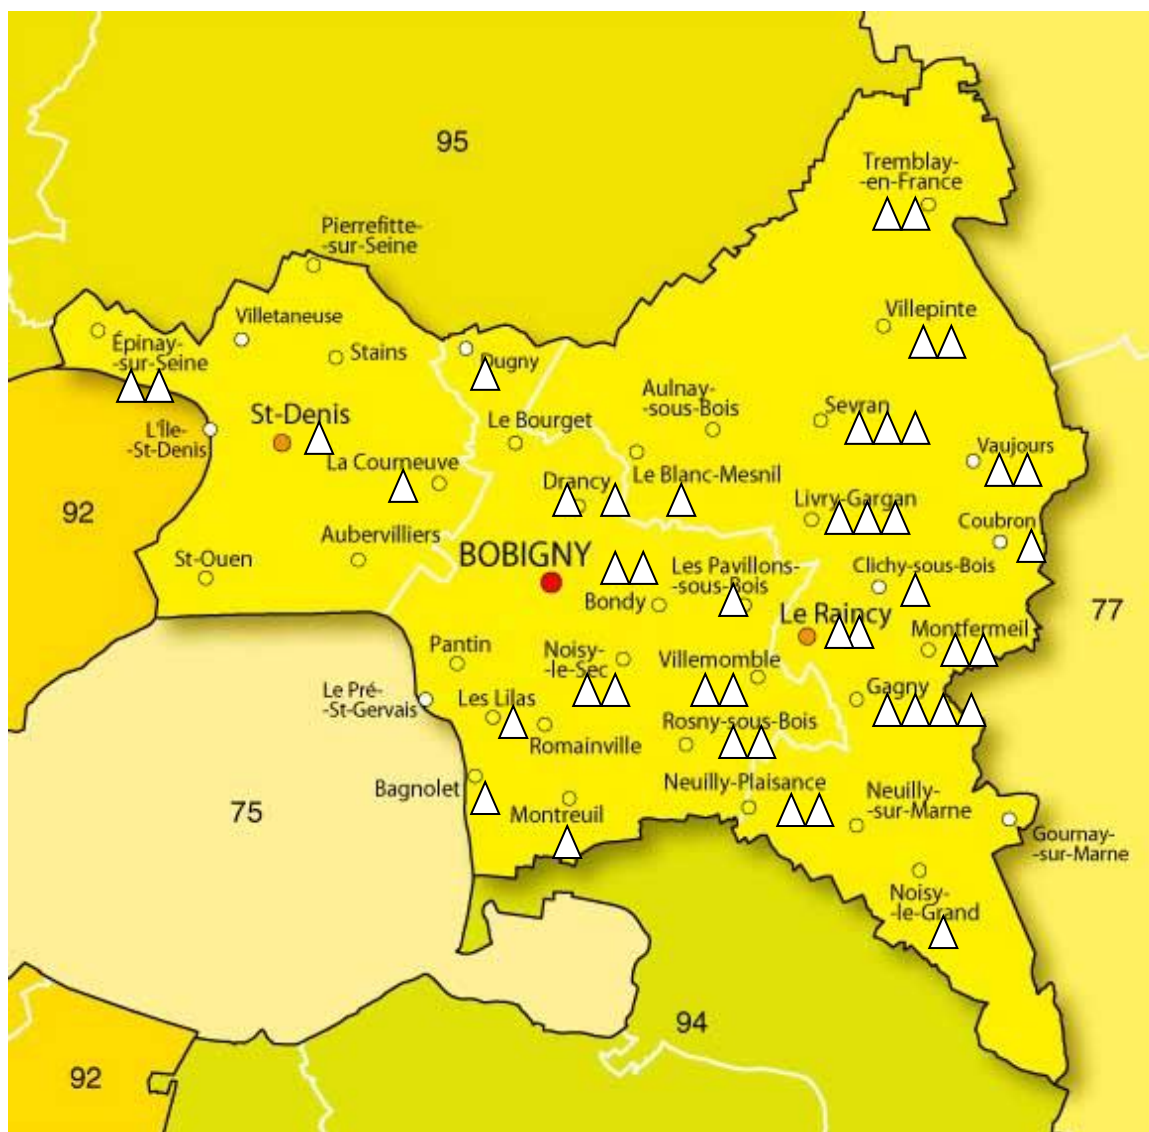 95
Tremblay-
-en-France
Pierrefitte-
-sur-Seine
Villepinte
Villetaneuse
Épinay-
-sur-Seine
Stains
Dugny
Aulnay-
-sous-Bois
Sevran
St-Denis
Le Bourget
L'Île-
-St-Denis
Vaujours
La Courneuve
Drancy
Le Blanc-Mesnil
Livry-Gargan
92
Coubron
Aubervilliers
St-Ouen
BOBIGNY
Les Pavillons-
-sous-Bois
Clichy-sous-Bois
Bondy
Le Raincy
77
Montfermeil
Pantin
Noisy-
-le-Sec
Villemomble
Le Pré-
-St-Gervais
Les Lilas
Gagny
Romainville
Rosny-sous-Bois
Bagnolet
Neuilly-Plaisance
Neuilly-
-sur-Marne
75
Montreuil
Gournay-
-sur-Marne
Noisy-
-le-Grand
94
92